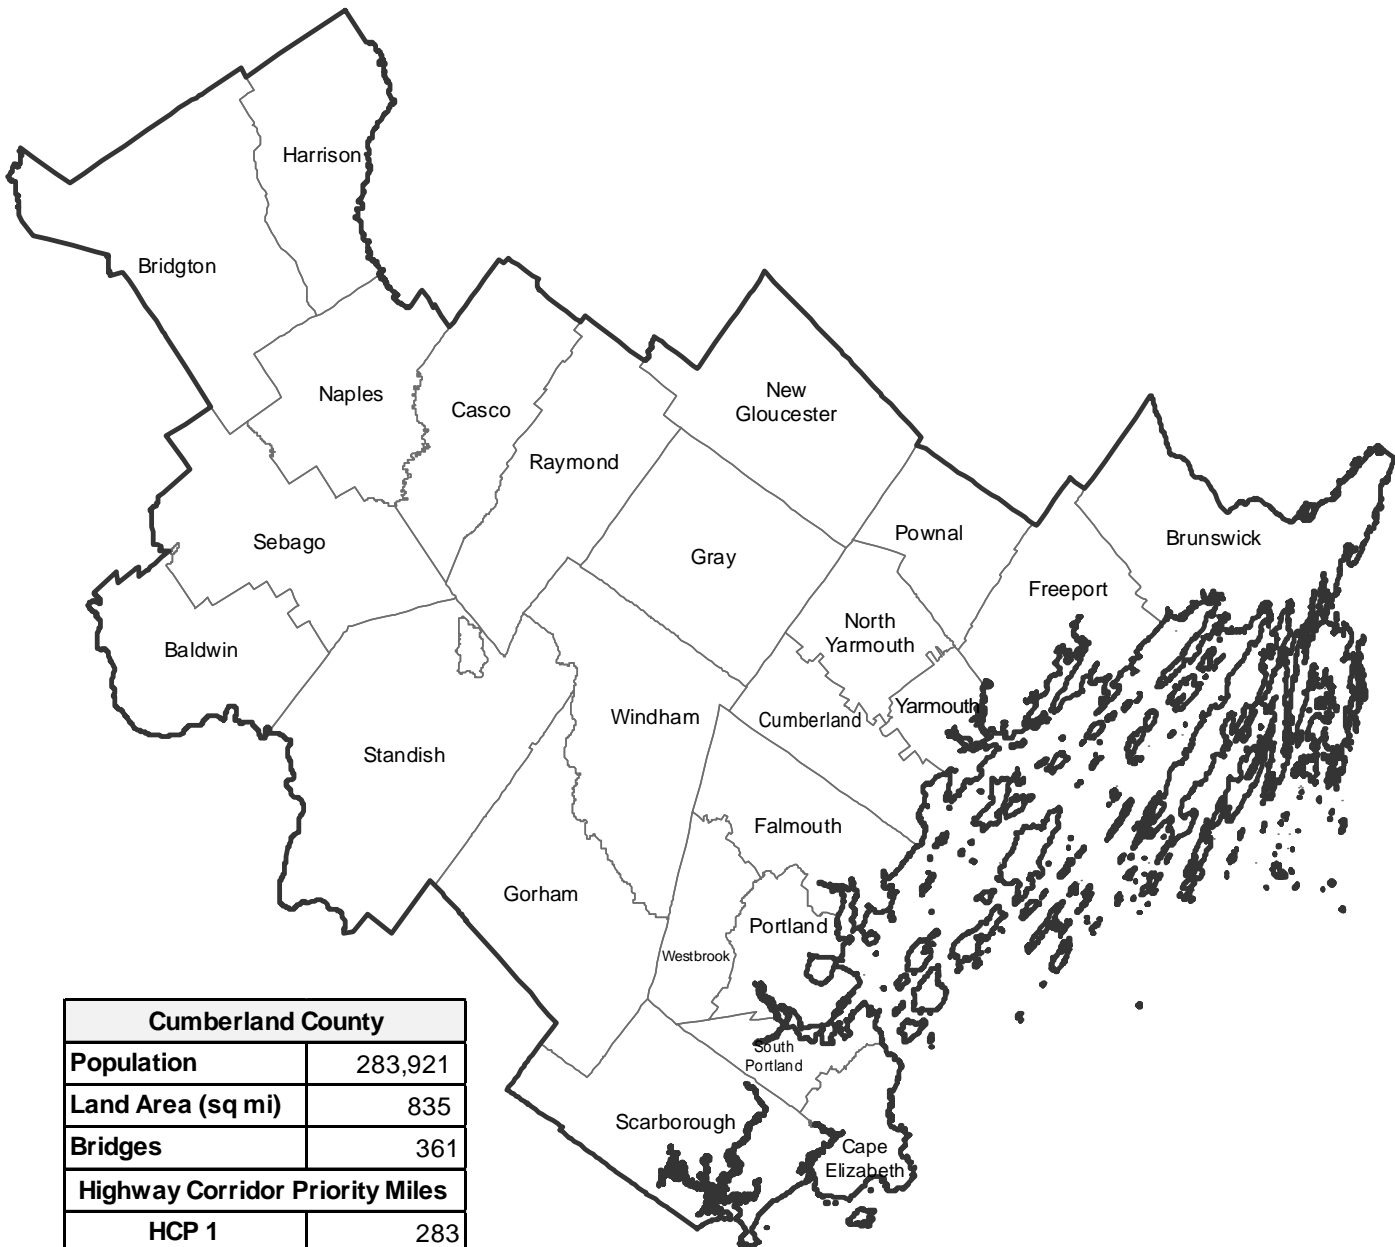 Harrison
Bridgton
Naples
Casco
New
Gloucester
Raymond
Sebago
Gray
Pownal
Brunswick
Freeport
North
Yarmouth
Baldwin
Yarmouth
Windham
Cumberland
Standish
Falmouth
Gorham
Portland
Westbrook
South
Portland
Scarborough
Cape
Elizabeth
Cumberland County
Population 283,921
Land Area (sq mi) 835
Bridges 361
Highway Corridor Priority Miles
HCP 1 283